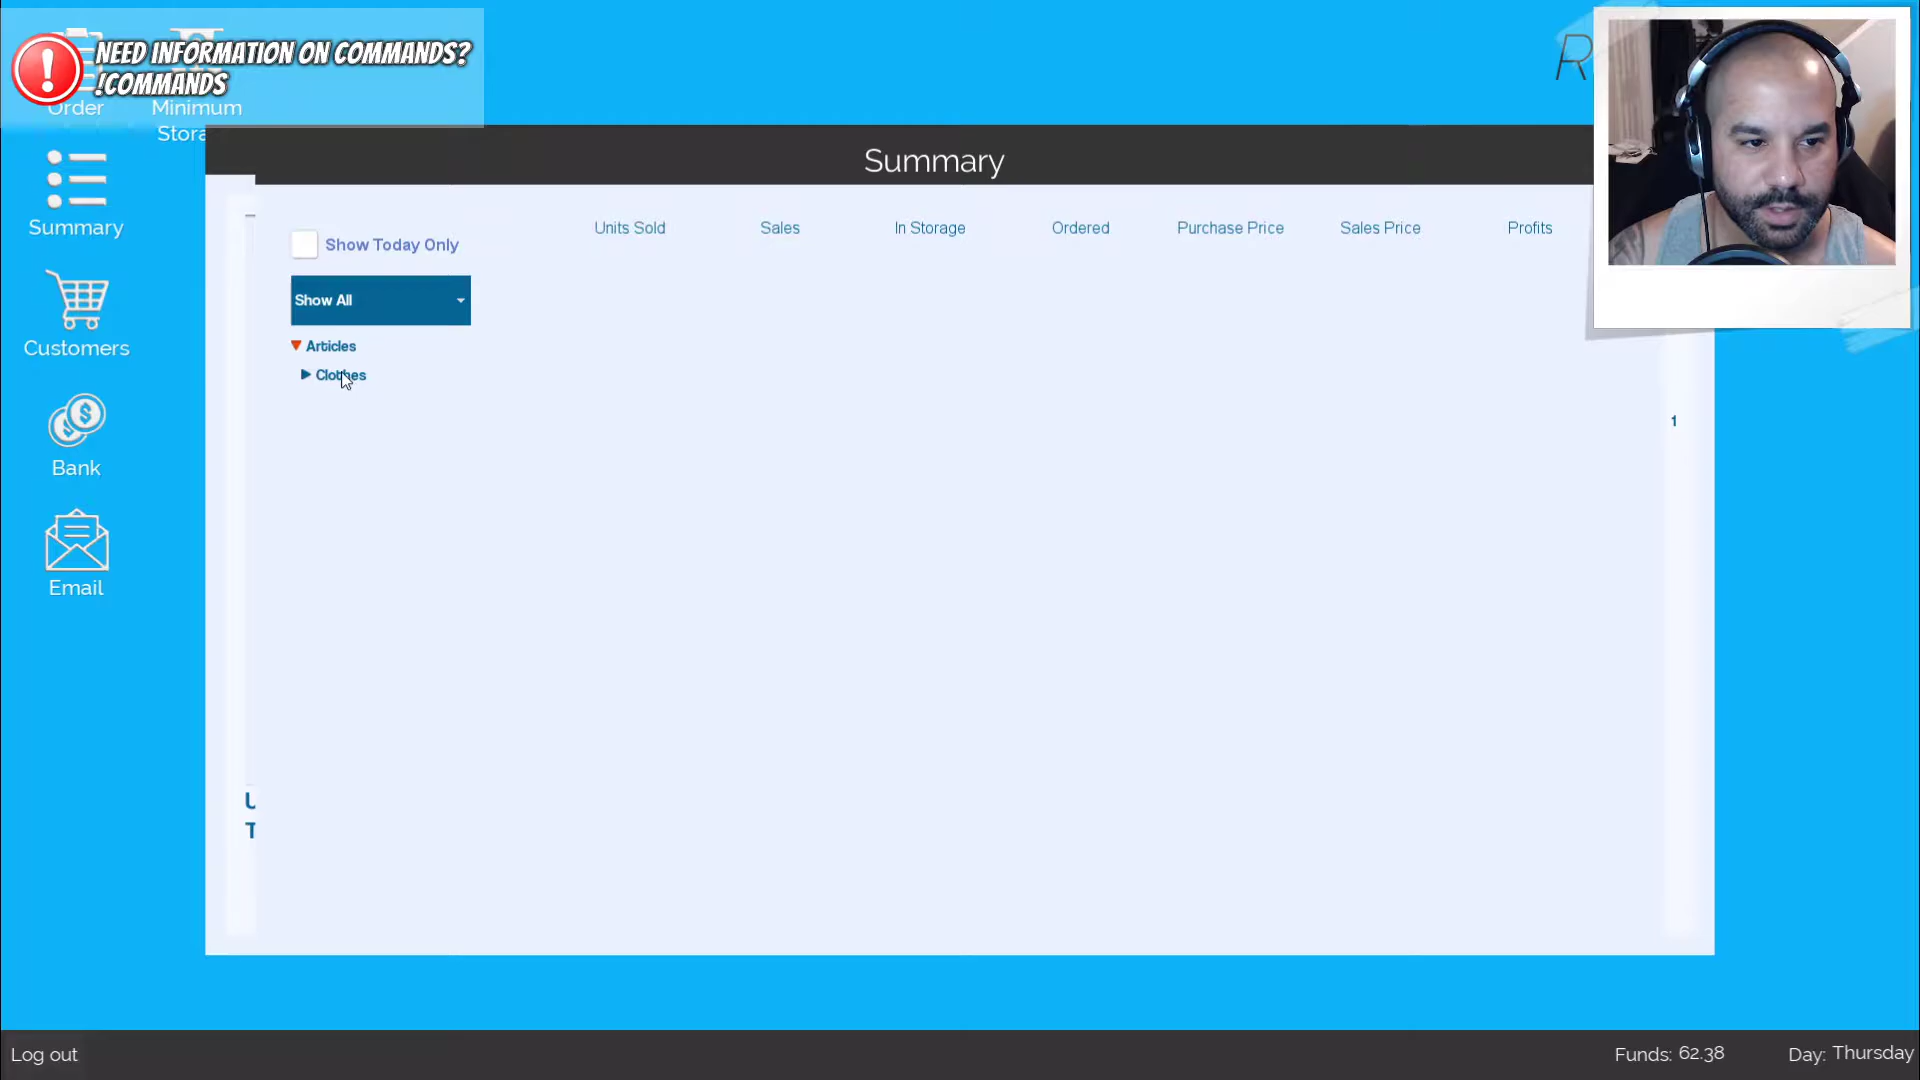 NEED INFORMATION ON COMMANDS?
!COMMANDS
Order
Minimum
Stora
R
Summary
Summary
Customers
Bank
Email
Show Today Only
Units Sold
Sales
In Storage
Ordered
Purchase Price
Sales Price
Profits
Show All
Articles
Clothes
1
U
T
Log out
Funds: 62.38
Day: Thursday